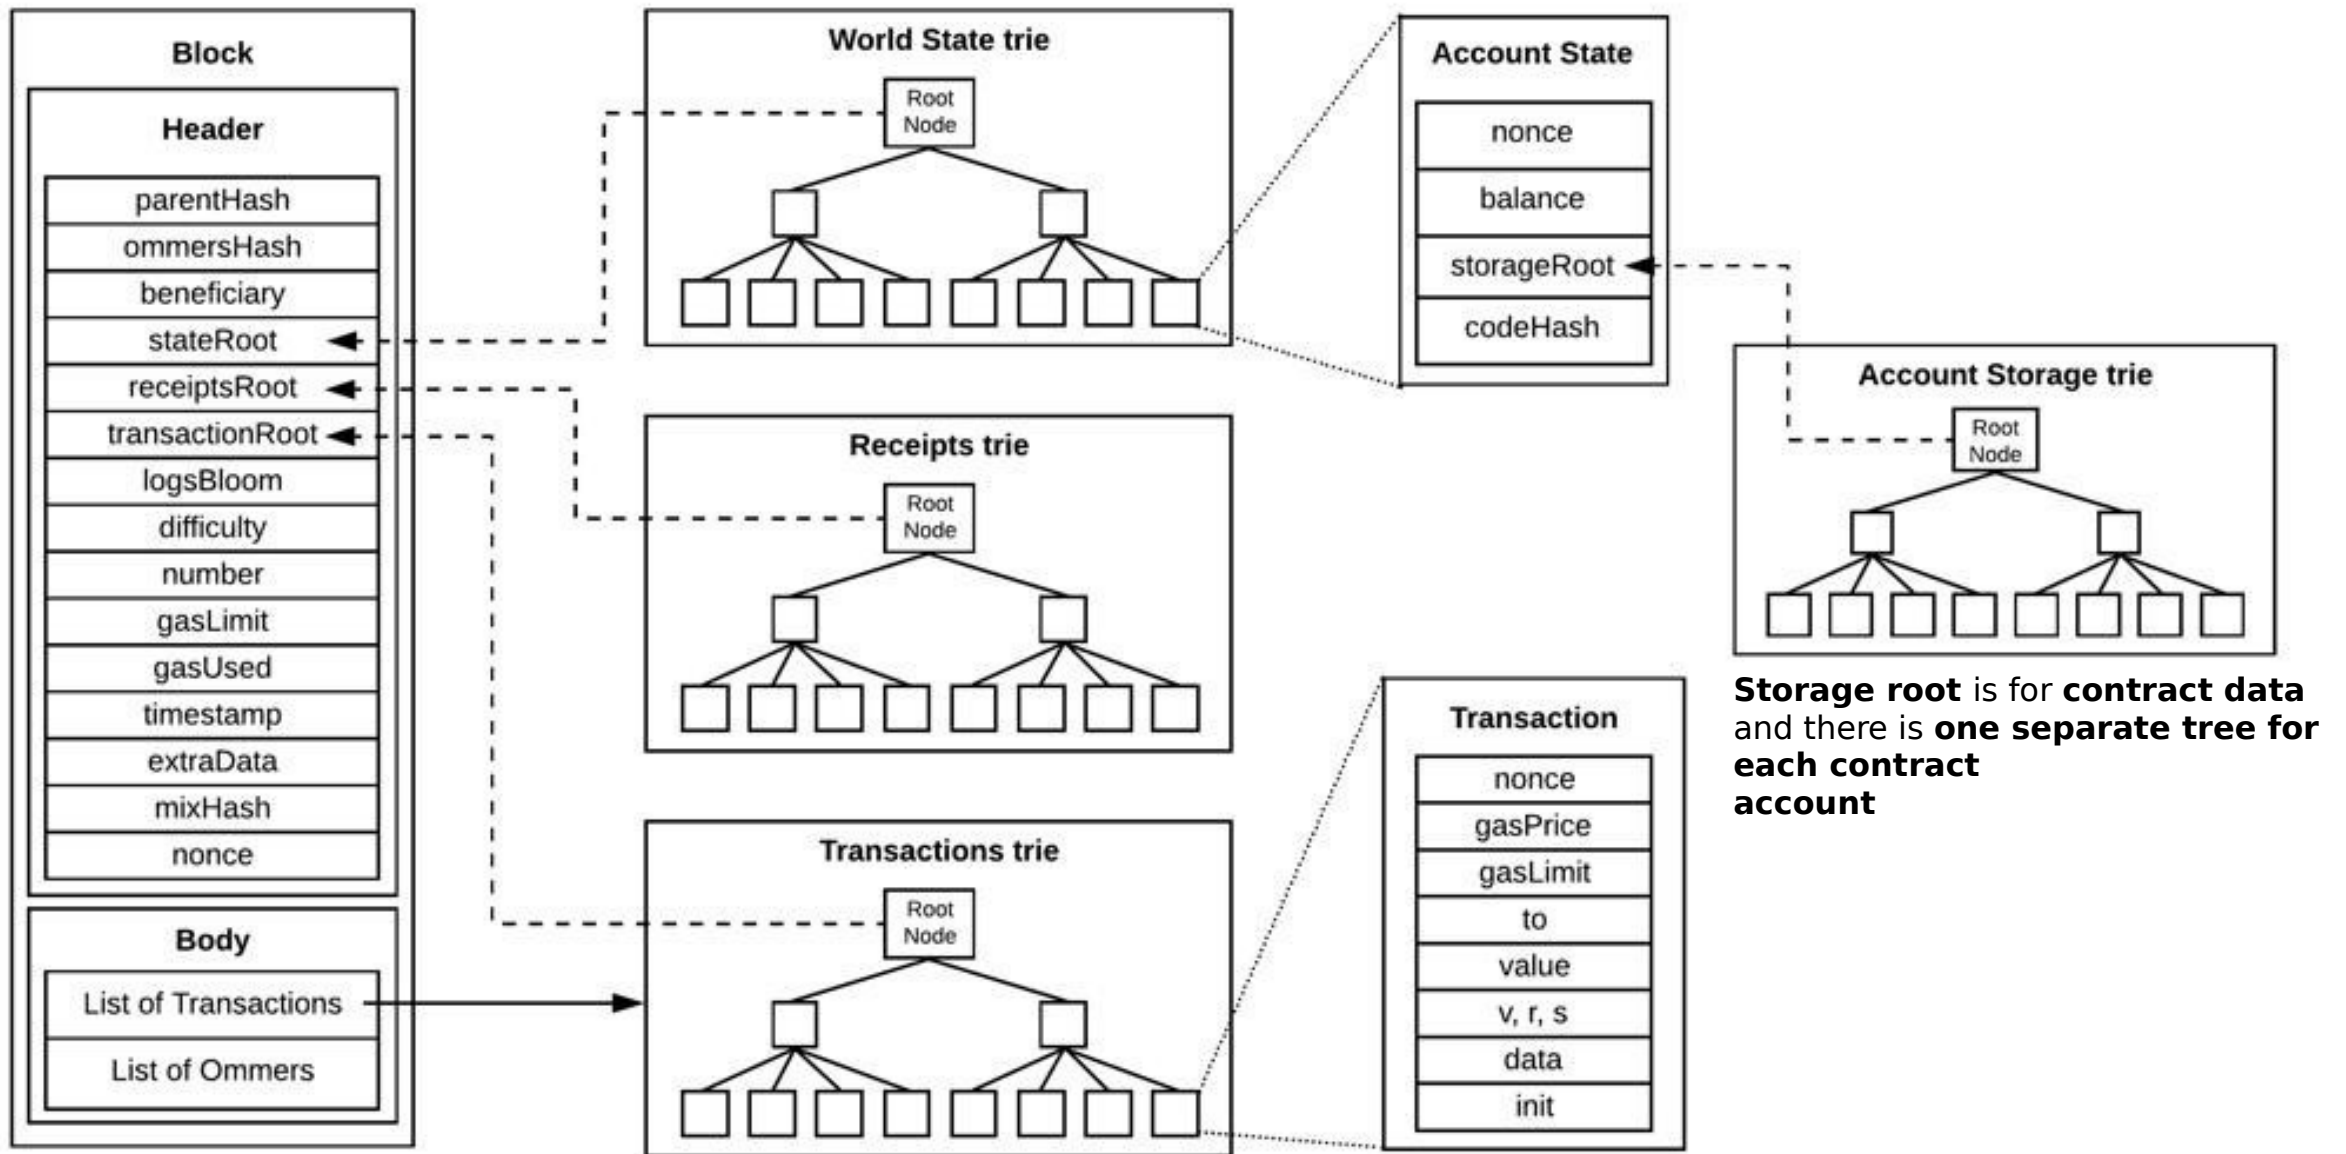 Block
Header
parentHash
ommersHash
beneficiary
stateRoot
receiptsRoot
transactionRoot
logsBloom
difficulty
number
gasLimit
gasUsed
timestamp
extraData
mixHash
nonce
Body
List of Transactions
List of Ommers
World State trie
Root
Node
Receipts trie
Root
Node
Transactions trie
Root
Node
Account State
nonce
balance
storageRoot
codeHash
Transaction
nonce
gasPrice
gasLimit
to
value
v, r, s
data
init
Account Storage trie
Root
Node
Storage root is for contract data
and there is one separate tree for
each contract
account